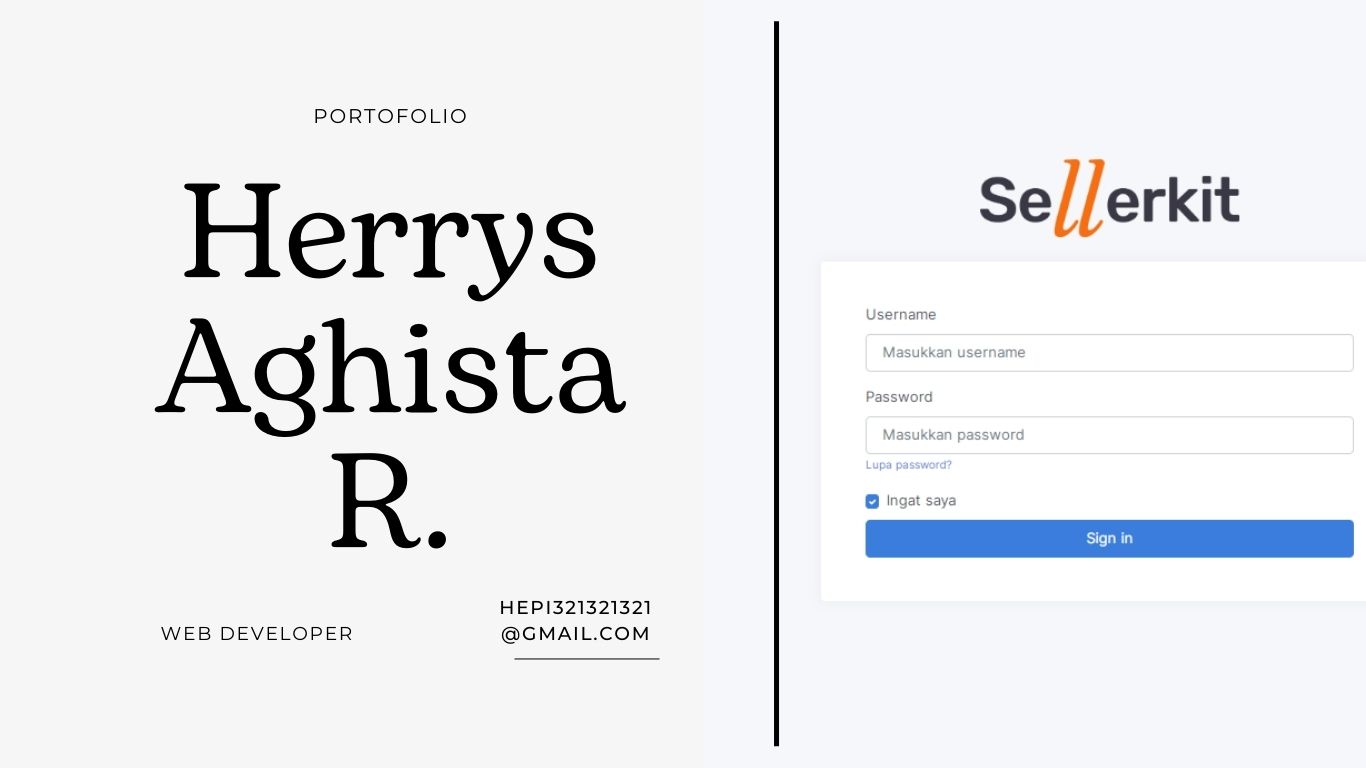 PORTOFOLIO
Herrys
Aghista
R.
WEB DEVELOPER
HEPI321321321
@GMAIL.COM
Sellerkit
Username
Masukkan username
Password
Masukkan password
Lupa password?
Ingat saya
Sign in